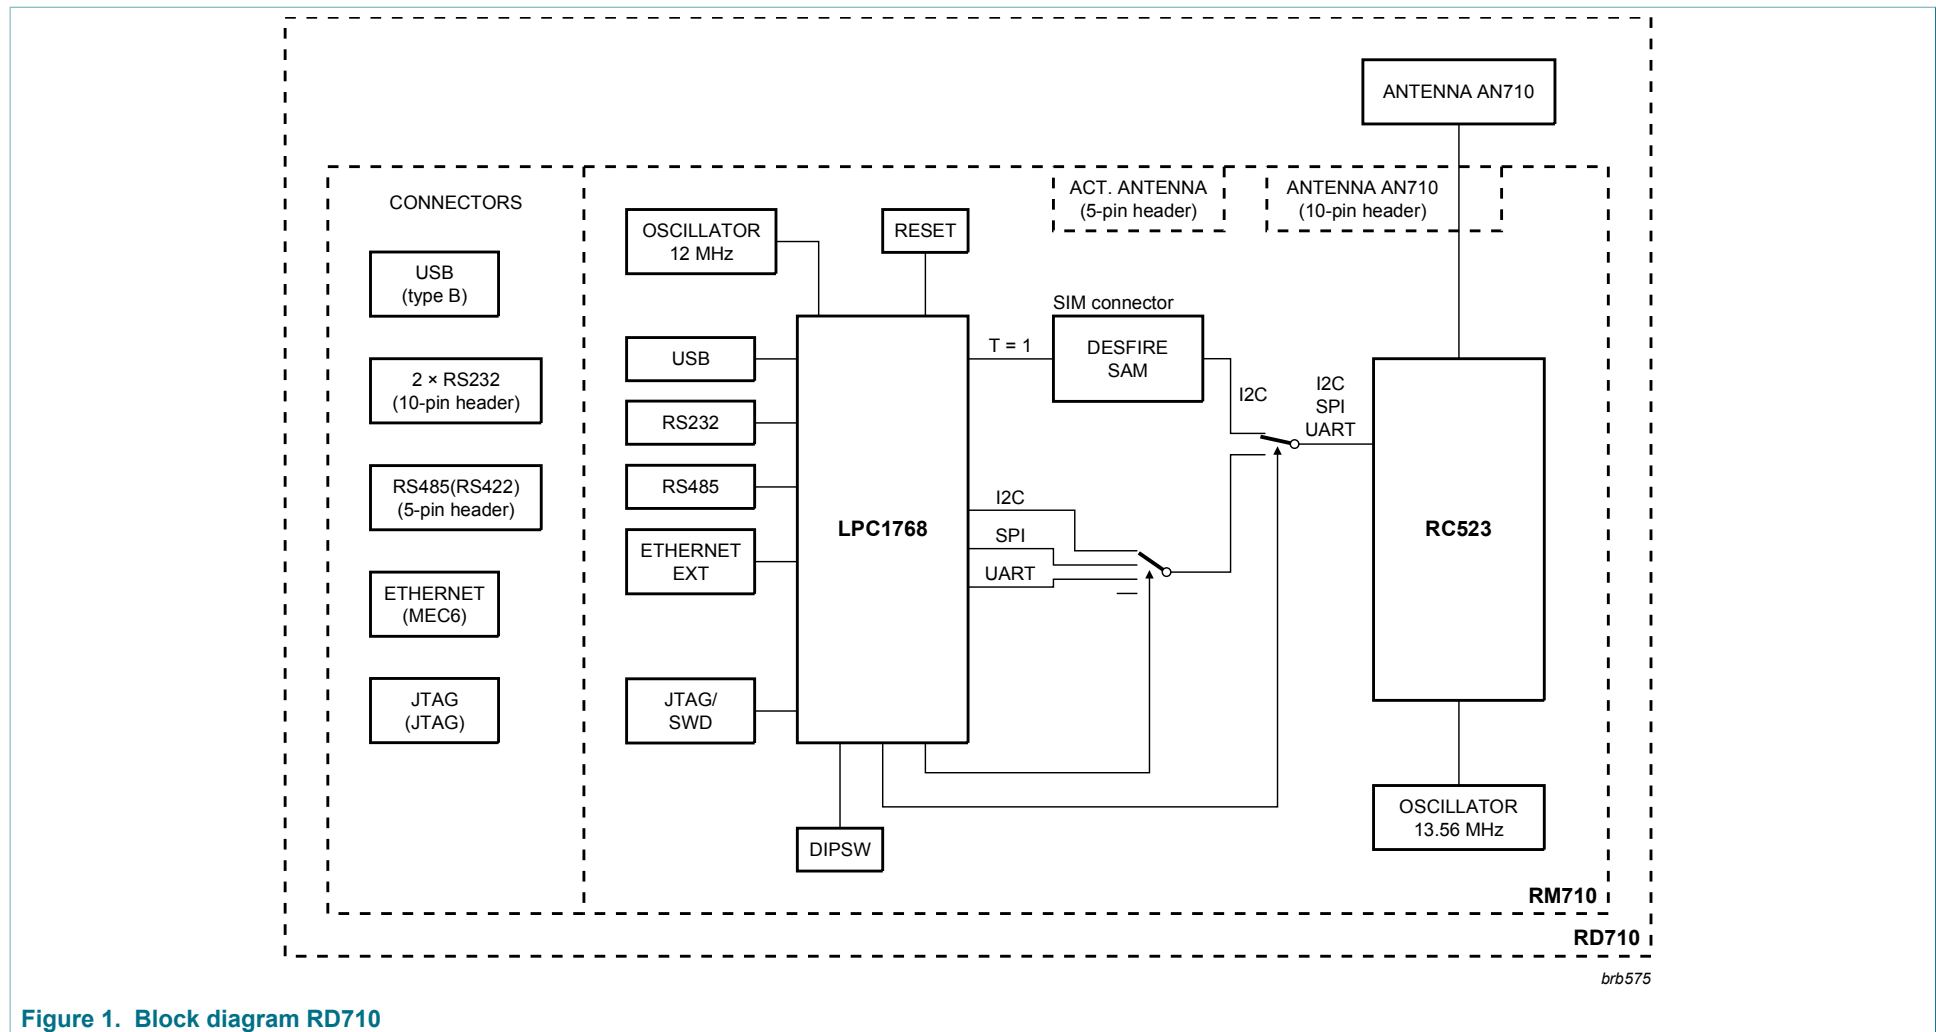 ANTENNA AN710
CONNECTORS
USB
(type B)
2 × RS232
(10-pin header)
RS485(RS422)
(5-pin header)
ETHERNET
(MEC6)
JTAG
(JTAG)
OSCILLATOR
12 MHz
RESET
ACT. ANTENNA
(5-pin header)
ANTENNA AN710
(10-pin header)
USB
RS232
RS485
ETHERNET
EXT
JTAG/
SWD
LPC1768
T = 1
SIM connector
DESFIRE
SAM
I2C
I2C
SPI
UART
I2C
SPI
UART
RC523
DIPSW
OSCILLATOR
13.56 MHz
RM710
RD710
brb575
Figure 1. Block diagram RD710